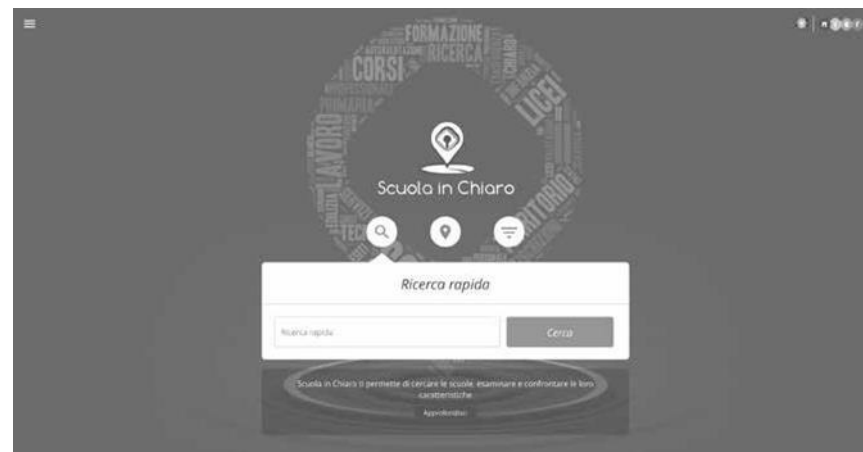 FORMAZIONE
RICERCA
CORSI
LICEI
LAVORO
Scuola in Chiaro
Ricerca rapida
Ricerca rapida
Cerca
Scuola in Chiaro ti permette di cercare le scuole, esaminare e confrontare le loro
caratteristiche
Approfondisci